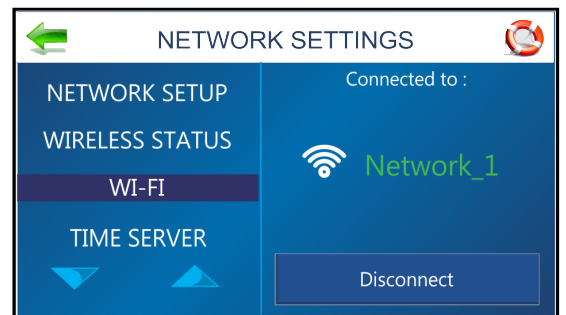 NETWORK SETTINGS
NETWORK SETUP
WIRELESS STATUS
WI-FI
TIME SERVER
Connected to :
Network_1
Disconnect